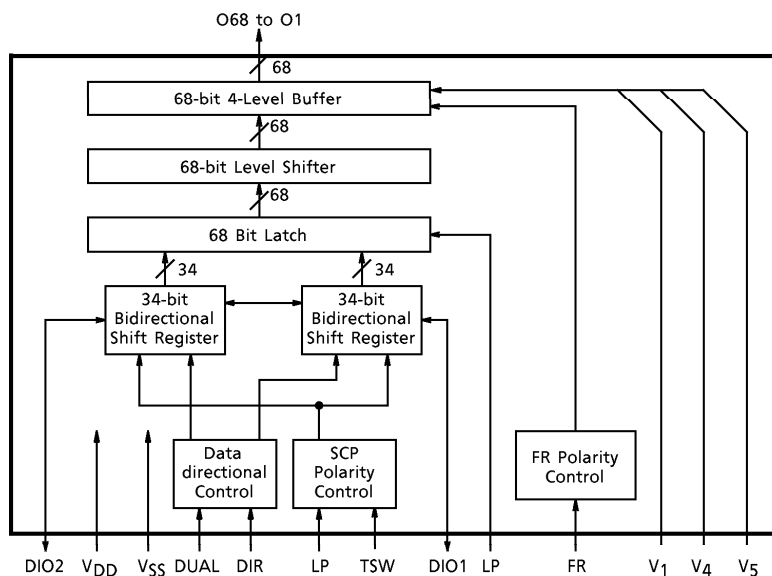 O68 to O1
68
68-bit 4-Level Buffer
68
68-bit Level Shifter
68
68 Bit Latch
34
34
34-bit
Bidirectional
Shift Register
34-bit
Bidirectional
Shift Register
Data
directional
Control
SCP
Polarity
Control
FR Polarity
Control
DIO2 VDD VSS DUAL DIR LP TSW DIO1 LP FR V1 V4 V5